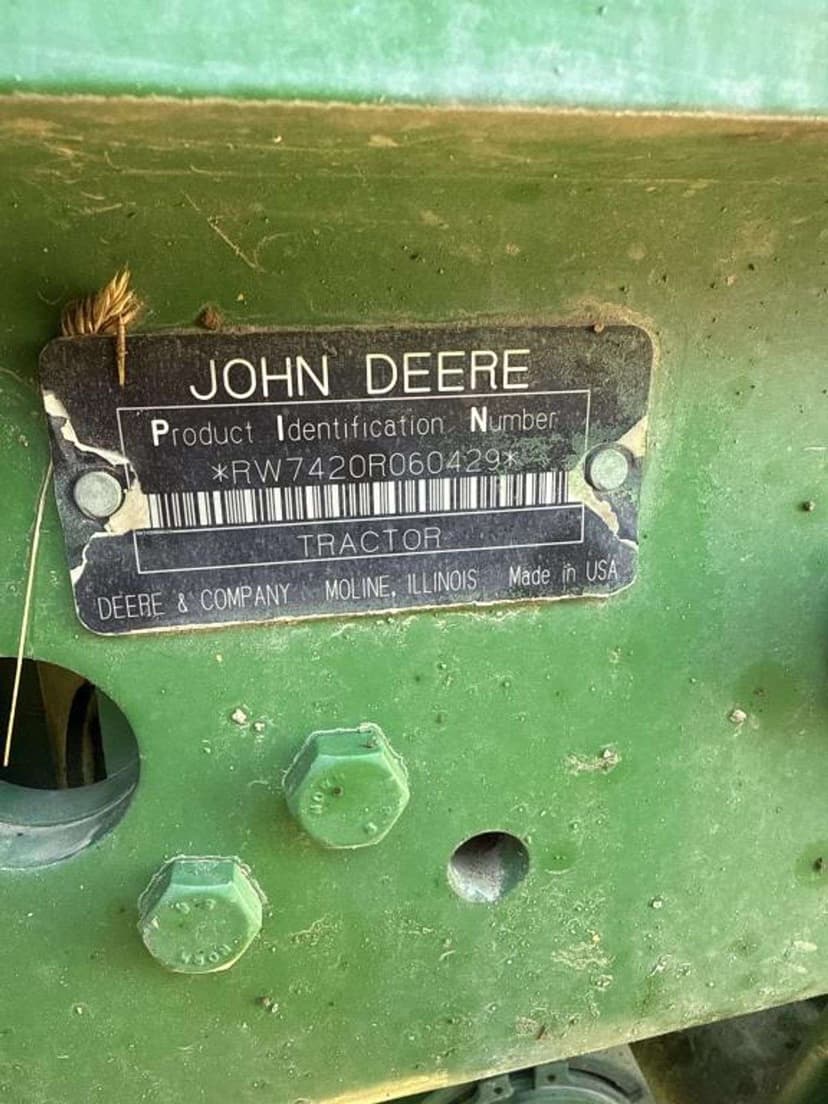 JOHN DEERE
Product Identification Number
*RW7420R060429*
TRACTOR
DEERE & COMPANY MOLINE, ILLINOIS Made in USA